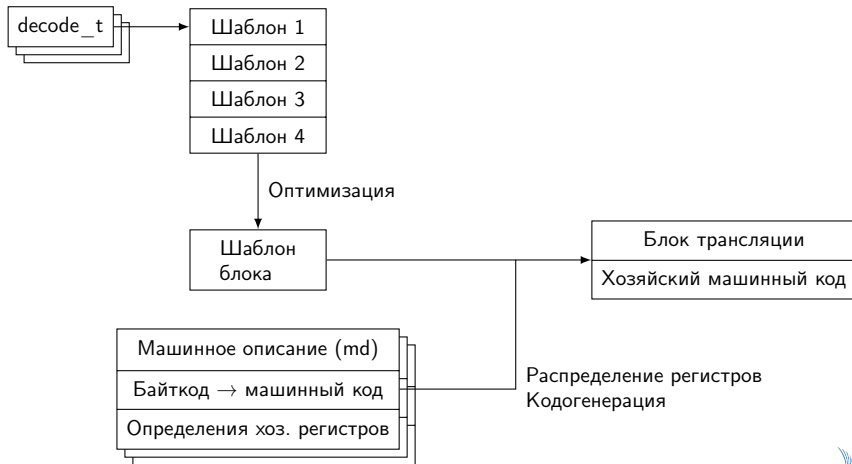 decode_t
Шаблон 1
Шаблон 2
Шаблон 3
Шаблон 4
Оптимизация
Шаблон
блока
Блок трансляции
Хозяйский машинный код
Машинное описание (md)
Байткод → машинный код
Определения хоз. регистров
Распределение регистров
Кодогенерация